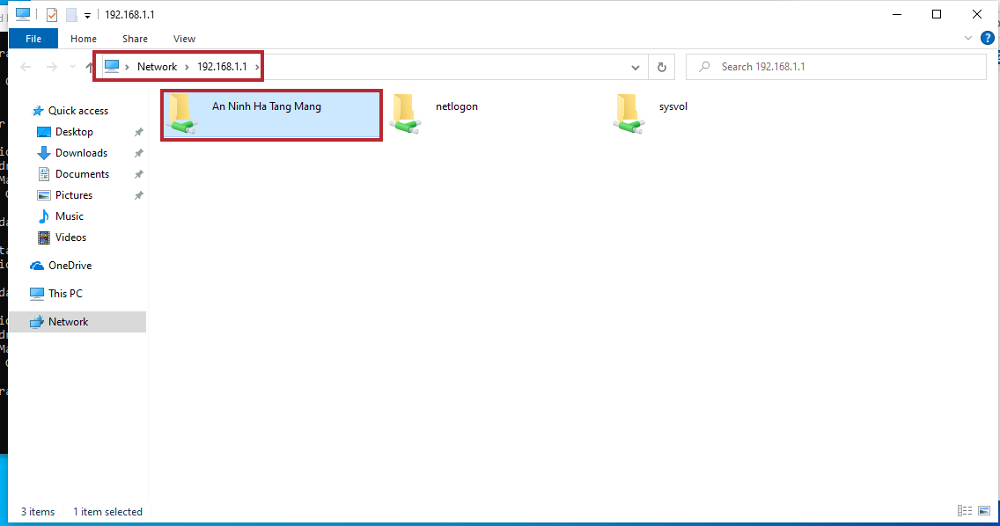 192.168.1.1
File Home Share View
Network 192.168.1.1
Search 192.168.1.1
Quick access
Desktop
Downloads
Documents
Pictures
Music
Videos
OneDrive
This PC
Network
An Ninh Ha Tang Mang netlogon sysvol
3 items 1 item selected